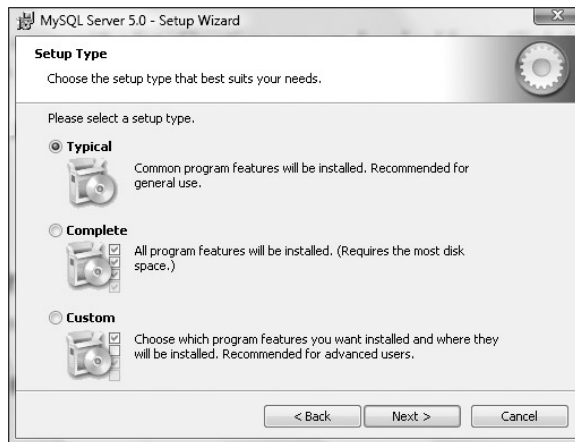 MySQL Server 5.0 - Setup Wizard
Setup Type
Choose the setup type that best suits your needs.
Please select a setup type.
Typical
Common program features will be installed. Recommended for
general use.
Complete
All program features will be installed. (Requires the most disk
space.)
Custom
Choose which program features you want installed and where they
will be installed. Recommended for advanced users.
< Back
Next >
Cancel